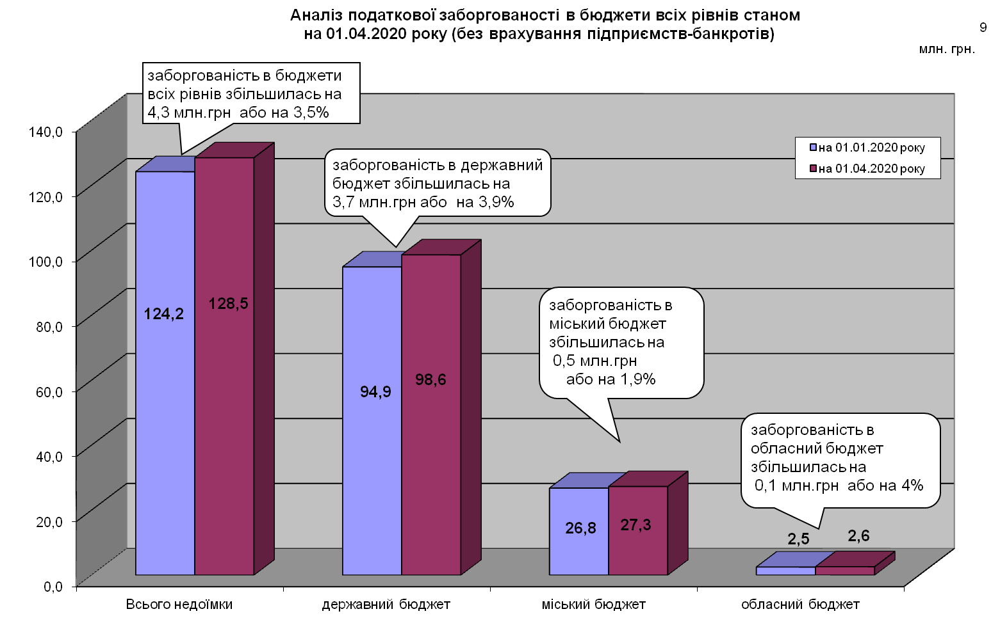 Аналіз податкової заборгованості в бюджети всіх рівнів станом
на 01.04.2020 року (без врахування підприємств-банкротів)
9
млн. грн.
заборгованість в бюджети
всіх рівнів збільшилась на
4,3 млн.грн або на 3,5%
заборгованість в державний
бюджет збільшилась на
3,7 млн.грн або на 3,9%
заборгованість в
міський бюджет
збільшилась на
0,5 млн.грн
або на 1,9%
заборгованість в
обласний бюджет
збільшилась на
0,1 млн.грн або на 4%
на 01.01.2020 року
на 01.04.2020 року
140,0
120,0
100,0
80,0
60,0
40,0
20,0
0,0
124,2
128,5
94,9
98,6
26,8
27,3
2,5
2,6
Всього недоїмки
державний бюджет
міський бюджет
обласний бюджет